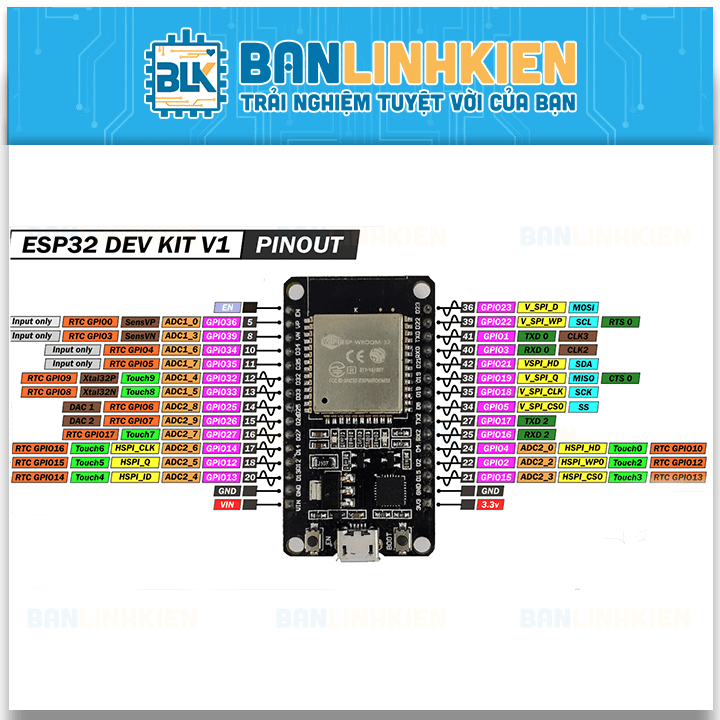 BLK
BANLINHKIEN
TRẢI NGHIỆM TUYỆT VỜI CỦA BẠN
ESP32 DEV KIT V1 PINOUT
EN
Input only RTC GPIO0 SensVP ADC1_0 GPIO36 5
Input only RTC GPIO3 SensVN ADC1_3 GPIO39 8
Input only RTC GPIO4 ADC1_6 GPIO34 10
Input only RTC GPIO5 ADC1_7 GPIO35 11
RTC GPIO9 Xtal32P Touch9 ADC1_4 GPIO32 12
RTC GPIO8 Xtal32N Touch8 ADC1_5 GPIO33 13
DAC 1 RTC GPIO6 ADC2_8 GPIO25 14
DAC 2 RTC GPIO7 ADC2_9 GPIO26 15
RTC GPIO17 Touch7 ADC2_7 GPIO27 16
RTC GPIO16 Touch6 HSPI_CLK ADC2_6 GPIO14 17
RTC GPIO15 Touch5 HSPI_Q ADC2_5 GPIO12 18
RTC GPIO14 Touch4 HSPI_ID ADC2_4 GPIO13 20
GND
VIN
36 GPIO23 V_SPI_D MOSI
39 GPIO22 V_SPI_WP SCL RTS 0
41 GPIO1 TXD 0 CLK3
40 GPIO3 RXD 0 CLK2
42 GPIO21 VSPI_HD SDA
38 GPIO19 V_SPI_Q MISO CTS 0
35 GPIO18 V_SPI_CLK SCK
34 GPIO5 V_SPI_CS0 SS
27 GPIO17 TXD 2
25 GPIO16 RXD 2
24 GPIO4 ADC2_0 HSPI_HD Touch0 RTC GPIO10
22 GPIO2 ADC2_2 HSPI_WP0 Touch2 RTC GPIO12
21 GPIO15 ADC2_3 HSPI_CS0 Touch3 RTC GPIO13
GND
3.3v
EN
BOOT
VIN GND
3V3 GND
BANLINHKIEN BANLINHKIEN BANLINHKIEN